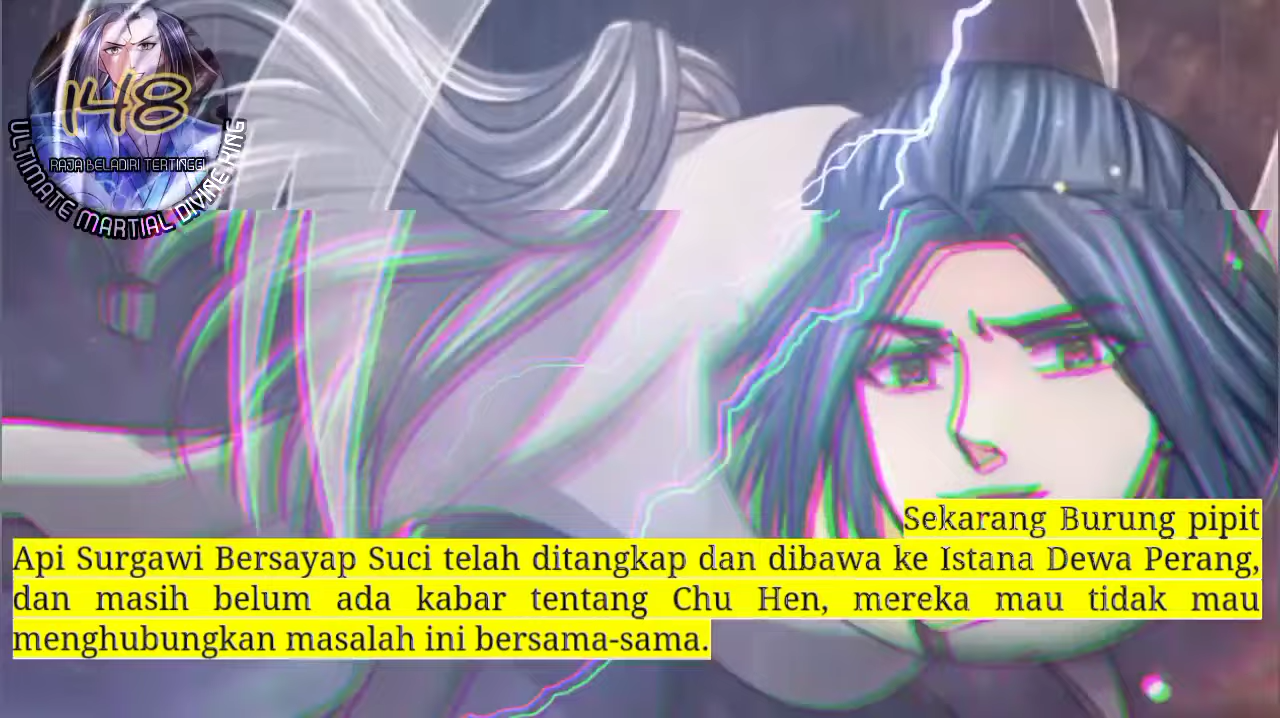 148
RAJA BELADIRI TERTINGGI
ULTIMATE MARTIAL DIVINE KING
Sekarang Burung pipit
Api Surgawi Bersayap Suci telah ditangkap dan dibawa ke Istana Dewa Perang,
dan masih belum ada kabar tentang Chu Hen, mereka mau tidak mau
menghubungkan masalah ini bersama-sama.